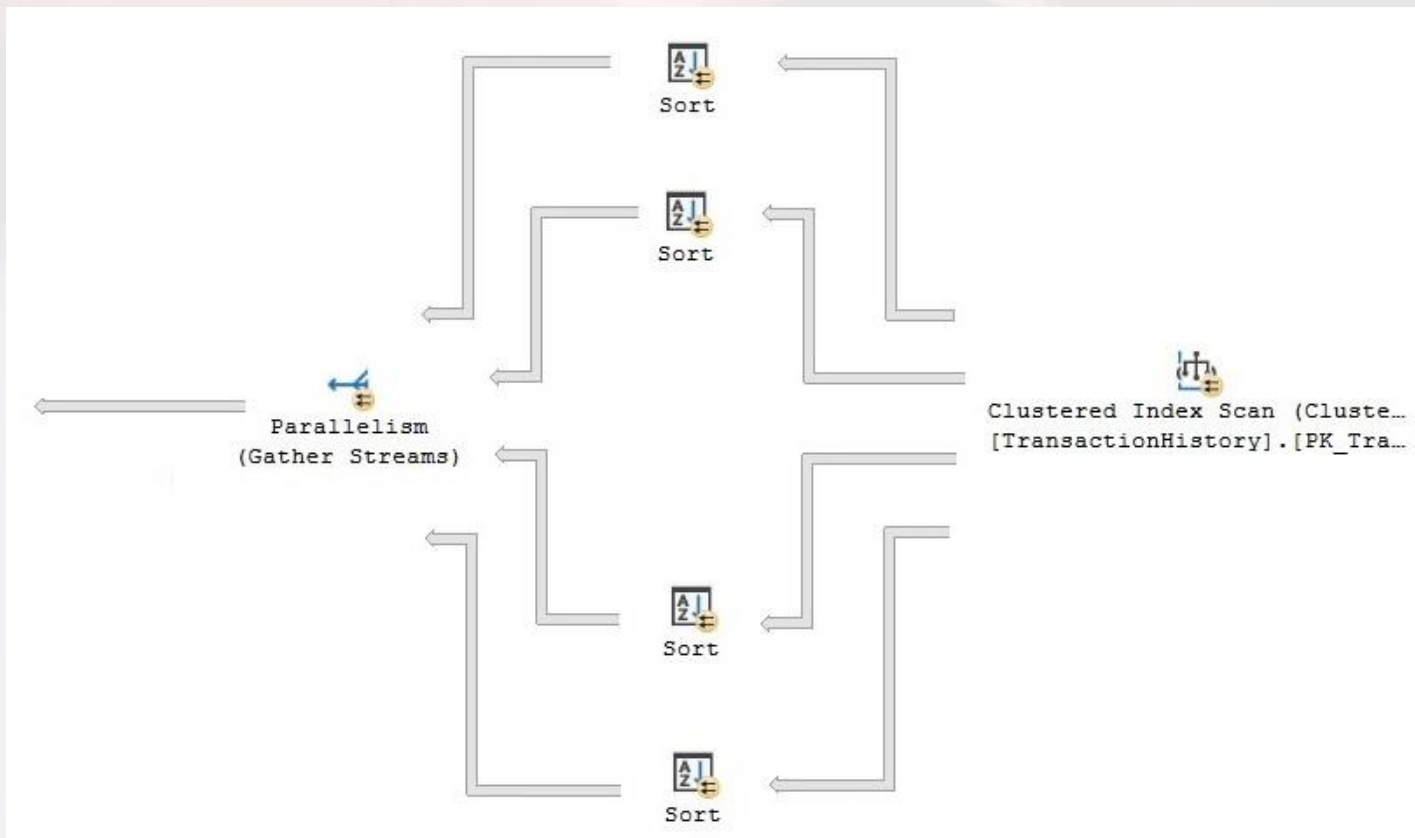 Sort
Sort
Parallelism
(Gather Streams)
Clustered Index Scan (Cluste…
[TransactionHistory].[PK_Tra…
Sort
Sort